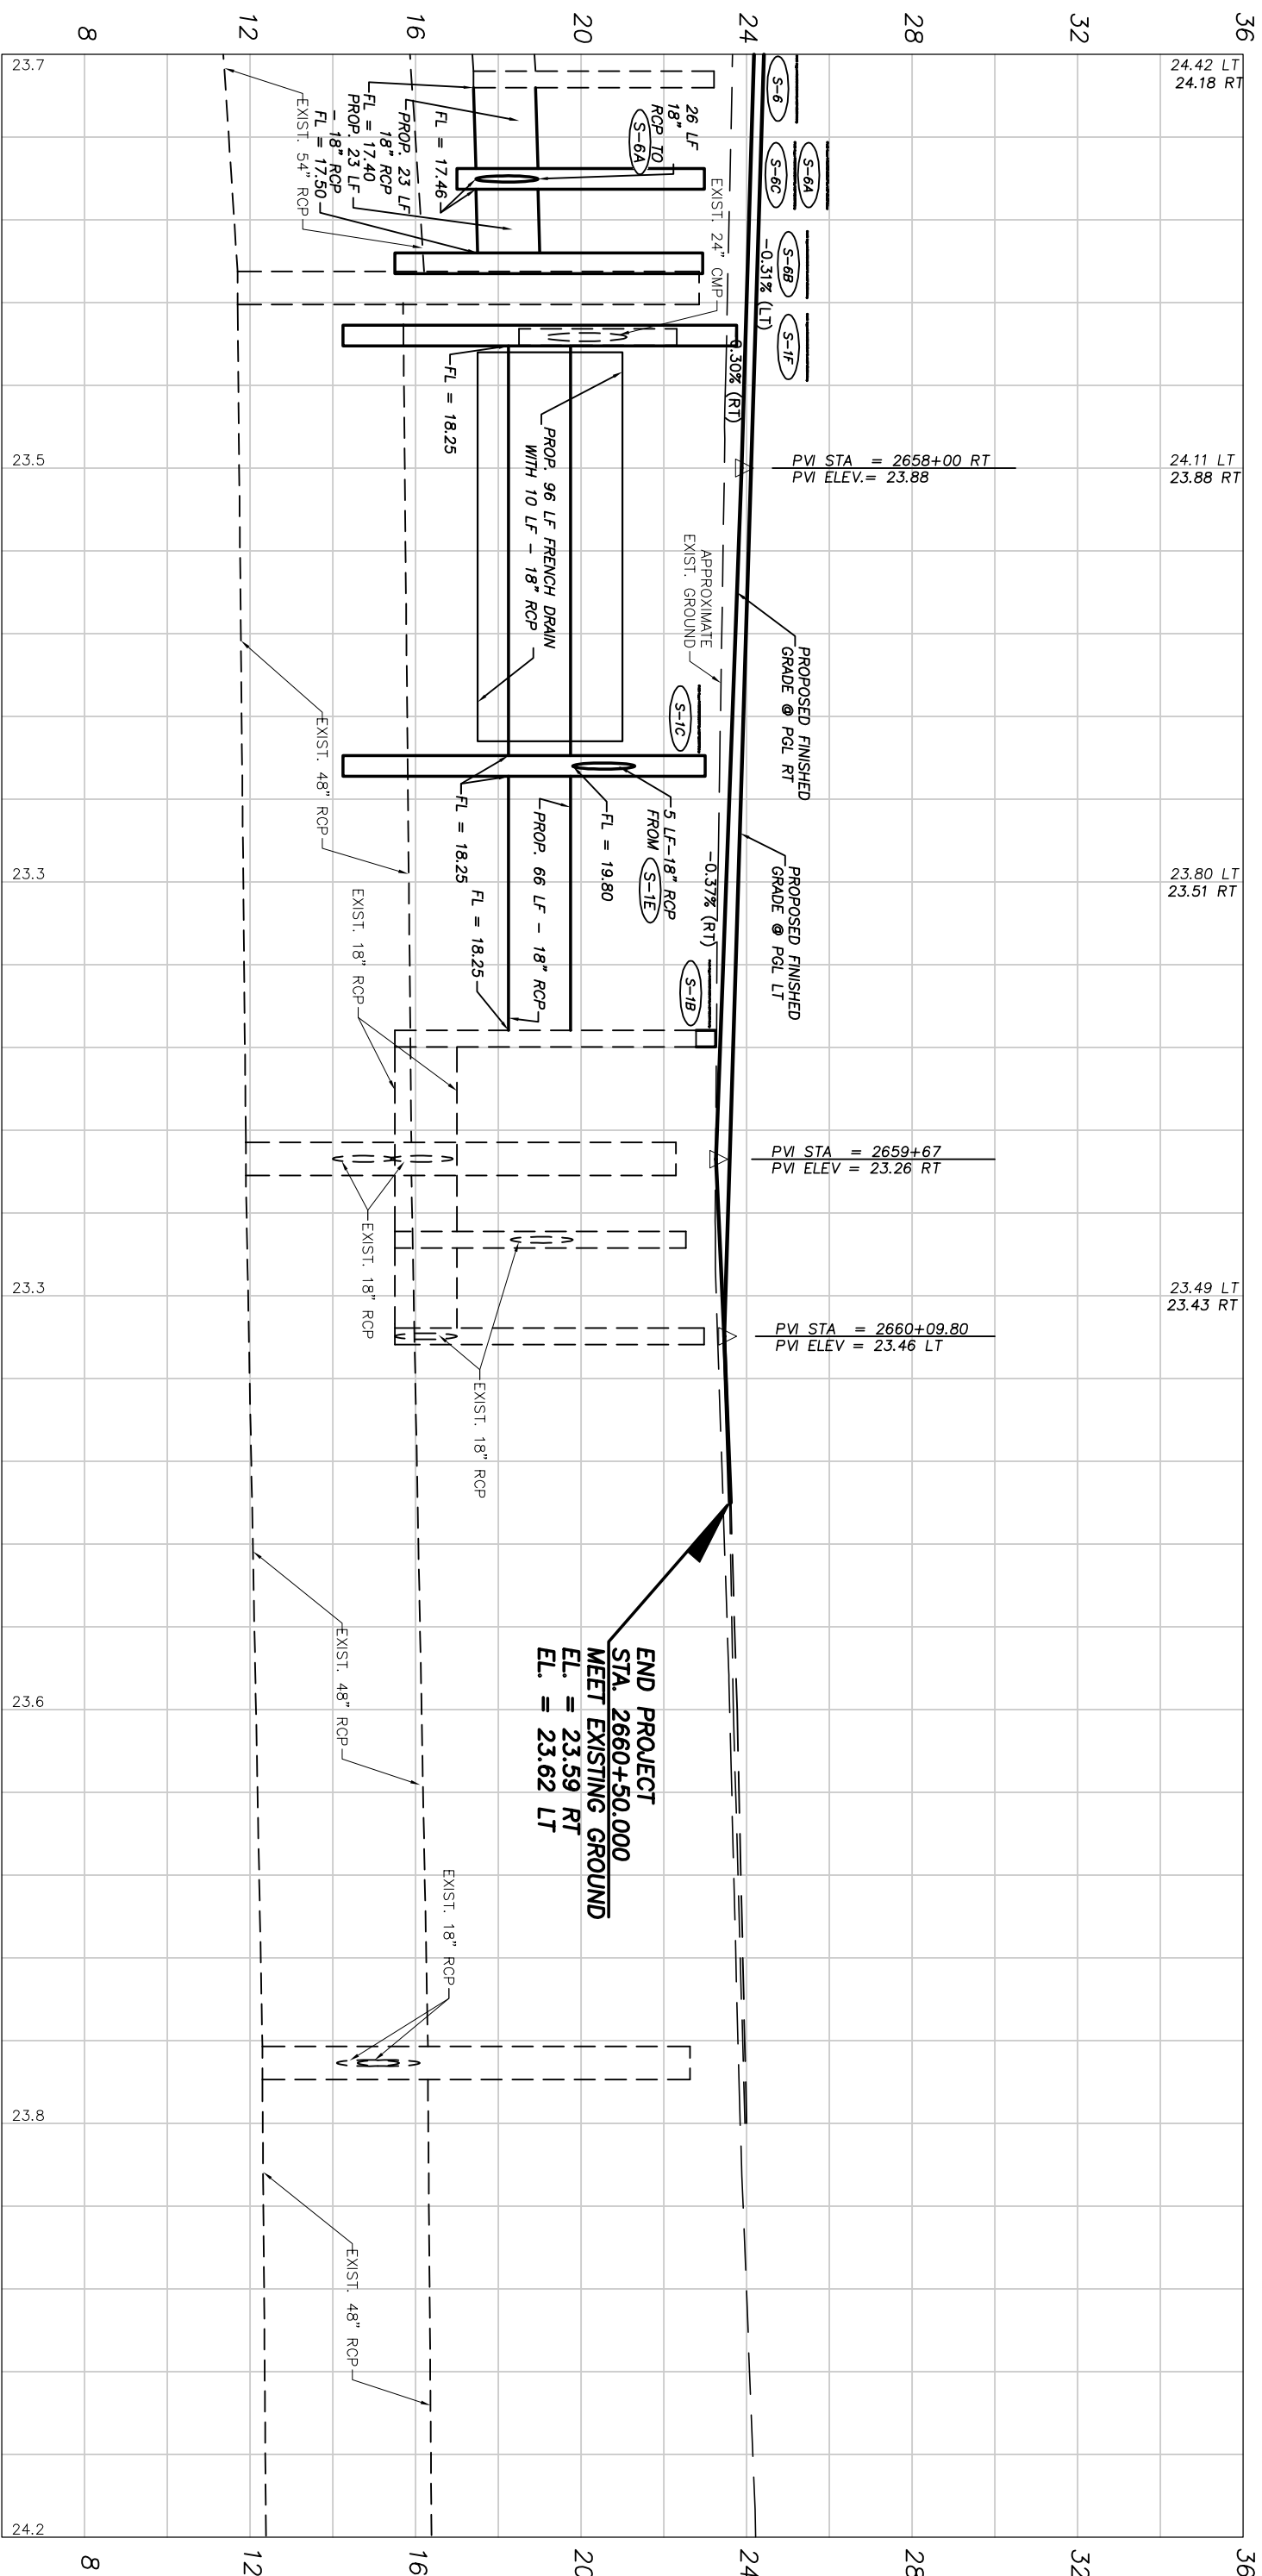 8
12
16
20
24
28
32
36
23.7
24.42 LT
24.18 RT
S-6
S-6C
S-6A
S-6B
S-1F
26 LF
18"
RCP TO
S-6A
EXIST. 24" CMP
FL = 17.46
PROP. 23 LF
18" RCP
FL = 17.40
PROP. 23 LF
- 18" RCP
FL = 17.50
EXIST. 54" RCP
-0.31% (LT)
0.30% (RT)
FL = 18.25
PROP. 96 LF FRENCH DRAIN
WITH 10 LF - 18" RCP
23.5
PVI STA = 2658+00 RT
PVI ELEV.= 23.88
24.11 LT
23.88 RT
APPROXIMATE
EXIST. GROUND
PROPOSED FINISHED
GRADE @ PGL RT
S-1C
EXIST. 48" RCP
5 LF-18" RCP
FROM S-1E
FL = 19.80
PROP. 66 LF - 18" RCP
FL = 18.25
FL = 18.25
-0.37% (RT)
PROPOSED FINISHED
GRADE @ PGL LT
23.3
23.80 LT
23.51 RT
EXIST. 18" RCP
S-1B
PVI STA = 2659+67
PVI ELEV = 23.26 RT
EXIST. 18" RCP
23.3
23.49 LT
23.43 RT
PVI STA = 2660+09.80
PVI ELEV = 23.46 LT
EXIST. 18" RCP
END PROJECT
STA. 2660+50.000
MEET EXISTING GROUND
EL. = 23.59 RT
EL. = 23.62 LT
EXIST. 48" RCP
23.6
EXIST. 18" RCP
23.8
EXIST. 48" RCP
24.2
8
12
16
20
24
28
32
36